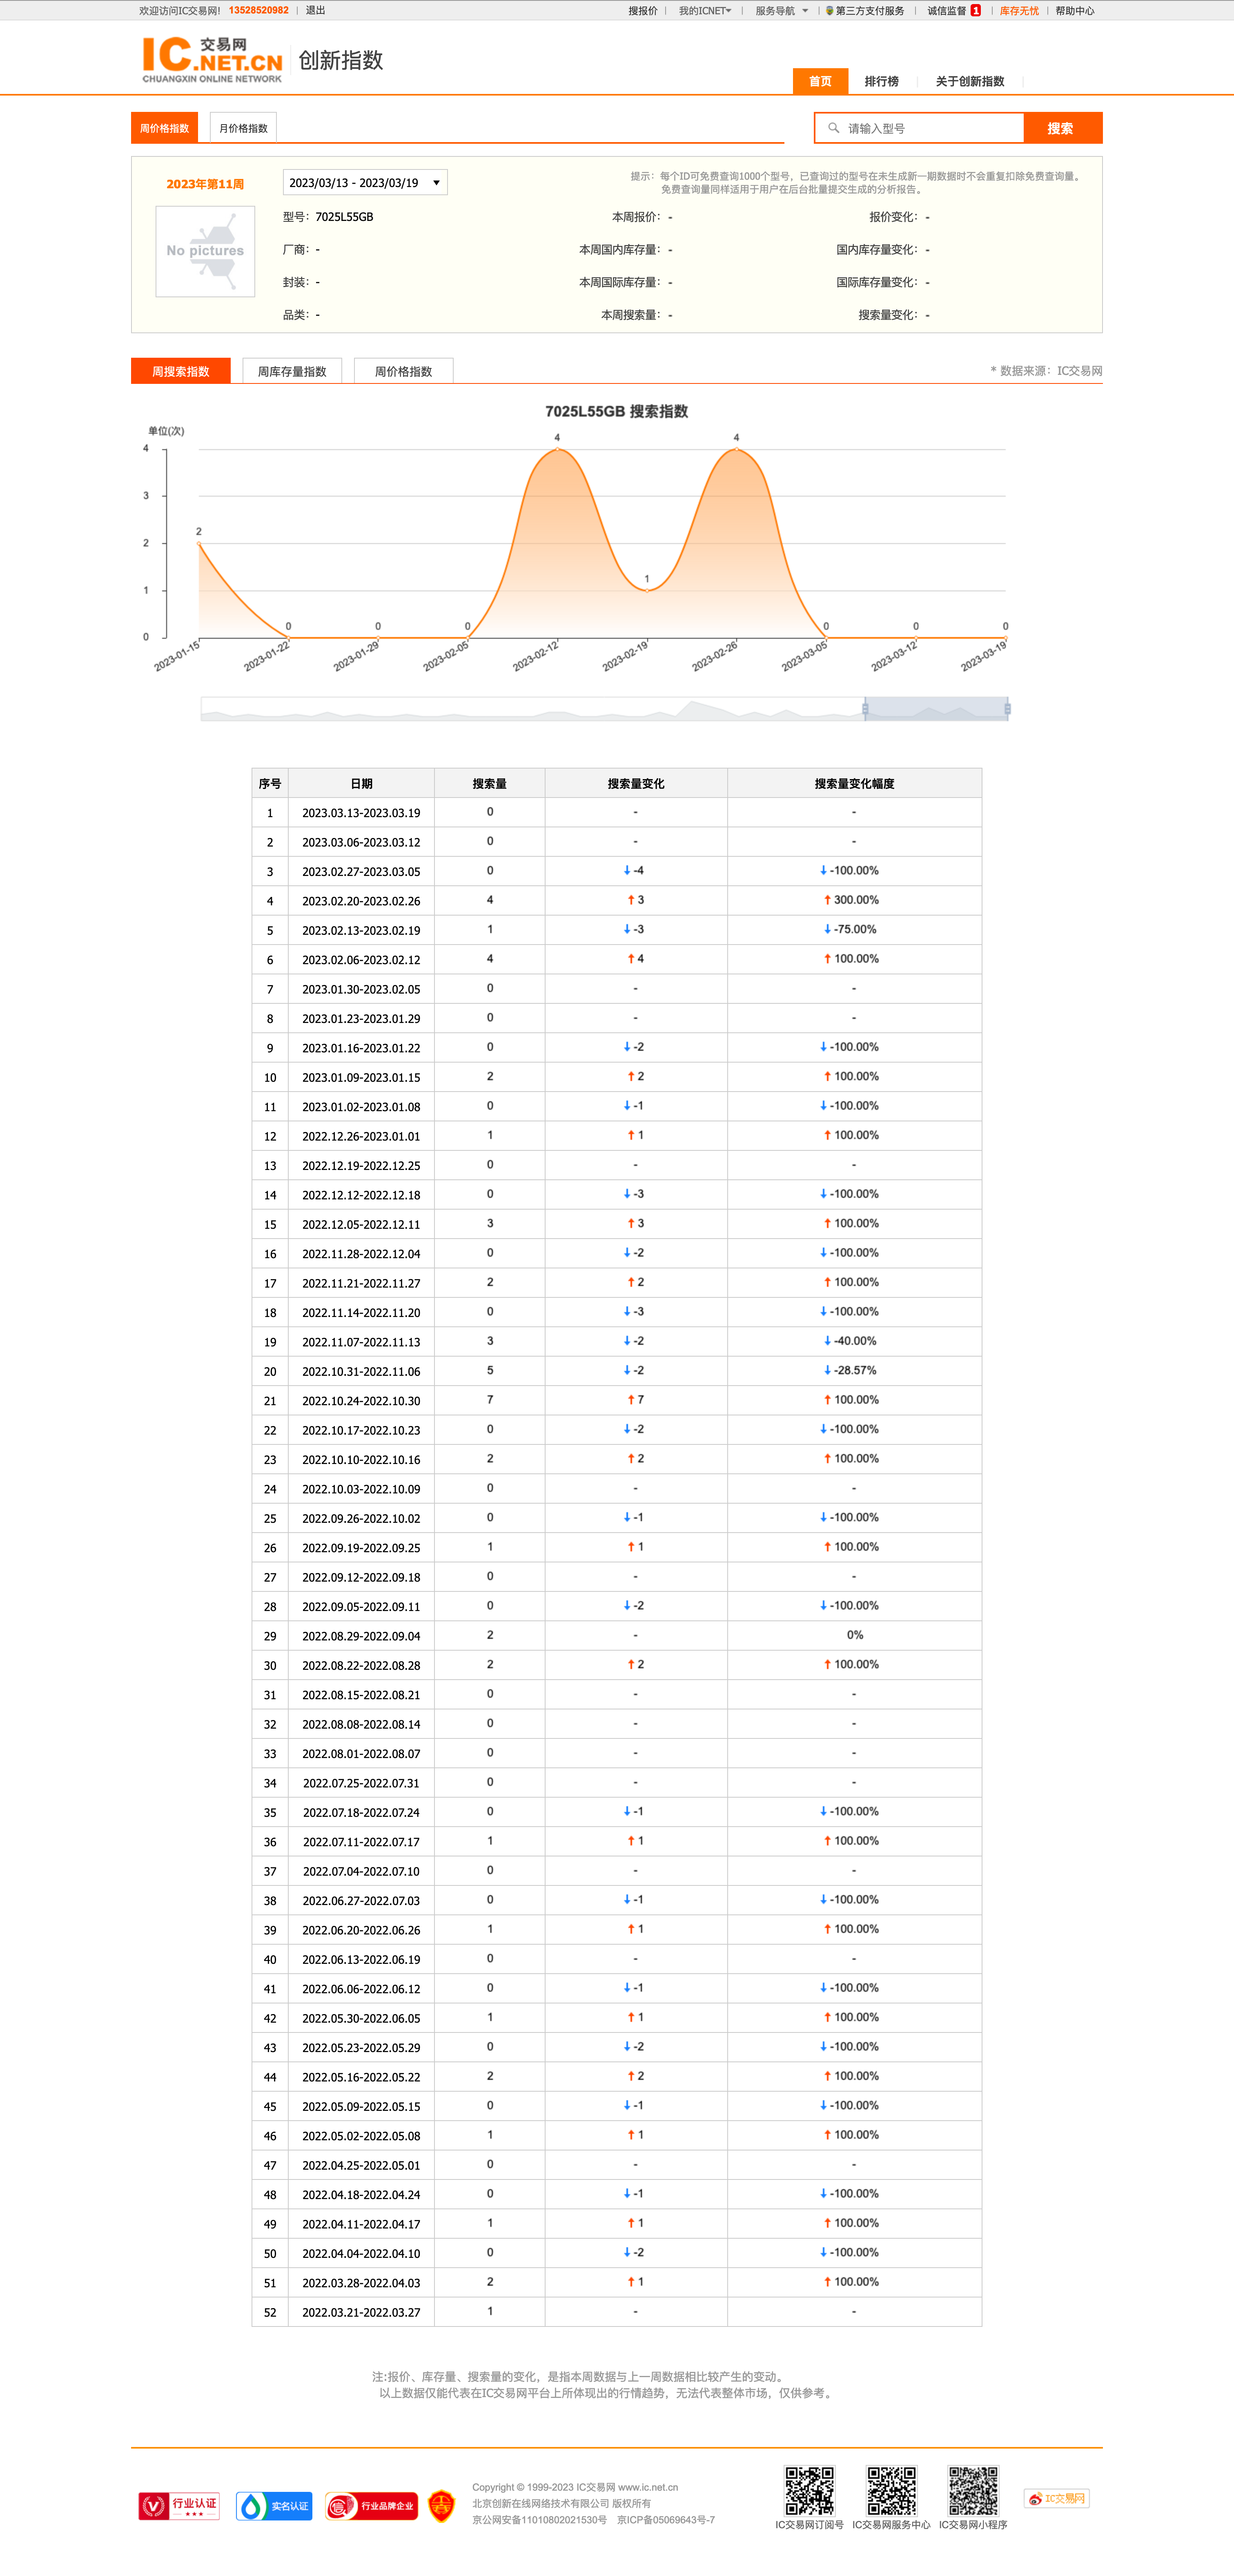 欢迎访问IC交易网! 13528520982 | 退出 搜报价 | 我的ICNET | 服务导航 | 第三方支付服务 | 诚信监督 1 | 库存无忧 | 帮助中心
IC 交易网
.NET.CN
CHUANGXIN ONLINE NETWORK
创新指数
首页 排行榜 关于创新指数
周价格指数 月价格指数 请输入型号 搜索
2023年第11周 2023/03/13 - 2023/03/19
提示：每个ID可免费查询1000个型号，已查询过的型号在未生成新一期数据时不会重复扣除免费查询量。
免费查询量同样适用于用户在后台批量提交生成的分析报告。
No pictures
型号：7025L55GB 本周报价：- 报价变化：-
厂商：- 本周国内库存量：- 国内库存量变化：-
封装：- 本周国际库存量：- 国际库存量变化：-
品类：- 本周搜索量：- 搜索量变化：-
周搜索指数 周库存量指数 周价格指数 * 数据来源：IC交易网
7025L55GB 搜索指数
单位(次)
4
3
2
1
0
2 0 0 0 4 1 4 0 0 0
2023-01-15 2023-01-22 2023-01-29 2023-02-05 2023-02-12 2023-02-19 2023-02-26 2023-03-05 2023-03-12 2023-03-19
序号 日期 搜索量 搜索量变化 搜索量变化幅度
1 2023.03.13-2023.03.19 0 - -
2 2023.03.06-2023.03.12 0 - -
3 2023.02.27-2023.03.05 0 ↓-4 ↓-100.00%
4 2023.02.20-2023.02.26 4 ↑3 ↑300.00%
5 2023.02.13-2023.02.19 1 ↓-3 ↓-75.00%
6 2023.02.06-2023.02.12 4 ↑4 ↑100.00%
7 2023.01.30-2023.02.05 0 - -
8 2023.01.23-2023.01.29 0 - -
9 2023.01.16-2023.01.22 0 ↓-2 ↓-100.00%
10 2023.01.09-2023.01.15 2 ↑2 ↑100.00%
11 2023.01.02-2023.01.08 0 ↓-1 ↓-100.00%
12 2022.12.26-2023.01.01 1 ↑1 ↑100.00%
13 2022.12.19-2022.12.25 0 - -
14 2022.12.12-2022.12.18 0 ↓-3 ↓-100.00%
15 2022.12.05-2022.12.11 3 ↑3 ↑100.00%
16 2022.11.28-2022.12.04 0 ↓-2 ↓-100.00%
17 2022.11.21-2022.11.27 2 ↑2 ↑100.00%
18 2022.11.14-2022.11.20 0 ↓-3 ↓-100.00%
19 2022.11.07-2022.11.13 3 ↓-2 ↓-40.00%
20 2022.10.31-2022.11.06 5 ↓-2 ↓-28.57%
21 2022.10.24-2022.10.30 7 ↑7 ↑100.00%
22 2022.10.17-2022.10.23 0 ↓-2 ↓-100.00%
23 2022.10.10-2022.10.16 2 ↑2 ↑100.00%
24 2022.10.03-2022.10.09 0 - -
25 2022.09.26-2022.10.02 0 ↓-1 ↓-100.00%
26 2022.09.19-2022.09.25 1 ↑1 ↑100.00%
27 2022.09.12-2022.09.18 0 - -
28 2022.09.05-2022.09.11 0 ↓-2 ↓-100.00%
29 2022.08.29-2022.09.04 2 - 0%
30 2022.08.22-2022.08.28 2 ↑2 ↑100.00%
31 2022.08.15-2022.08.21 0 - -
32 2022.08.08-2022.08.14 0 - -
33 2022.08.01-2022.08.07 0 - -
34 2022.07.25-2022.07.31 0 - -
35 2022.07.18-2022.07.24 0 ↓-1 ↓-100.00%
36 2022.07.11-2022.07.17 1 ↑1 ↑100.00%
37 2022.07.04-2022.07.10 0 - -
38 2022.06.27-2022.07.03 0 ↓-1 ↓-100.00%
39 2022.06.20-2022.06.26 1 ↑1 ↑100.00%
40 2022.06.13-2022.06.19 0 - -
41 2022.06.06-2022.06.12 0 ↓-1 ↓-100.00%
42 2022.05.30-2022.06.05 1 ↑1 ↑100.00%
43 2022.05.23-2022.05.29 0 ↓-2 ↓-100.00%
44 2022.05.16-2022.05.22 2 ↑2 ↑100.00%
45 2022.05.09-2022.05.15 0 ↓-1 ↓-100.00%
46 2022.05.02-2022.05.08 1 ↑1 ↑100.00%
47 2022.04.25-2022.05.01 0 - -
48 2022.04.18-2022.04.24 0 ↓-1 ↓-100.00%
49 2022.04.11-2022.04.17 1 ↑1 ↑100.00%
50 2022.04.04-2022.04.10 0 ↓-2 ↓-100.00%
51 2022.03.28-2022.04.03 2 ↑1 ↑100.00%
52 2022.03.21-2022.03.27 1 - -
注:报价、库存量、搜索量的变化，是指本周数据与上一周数据相比较产生的变动。
以上数据仅能代表在IC交易网平台上所体现出的行情趋势，无法代表整体市场，仅供参考。
行业认证 实名认证 信 行业品牌企业
Copyright © 1999-2023 IC交易网 www.ic.net.cn
北京创新在线网络技术有限公司 版权所有
京公网安备11010802021530号 京ICP备05069643号-7
IC交易网订阅号 IC交易网服务中心 IC交易网小程序
IC交易网